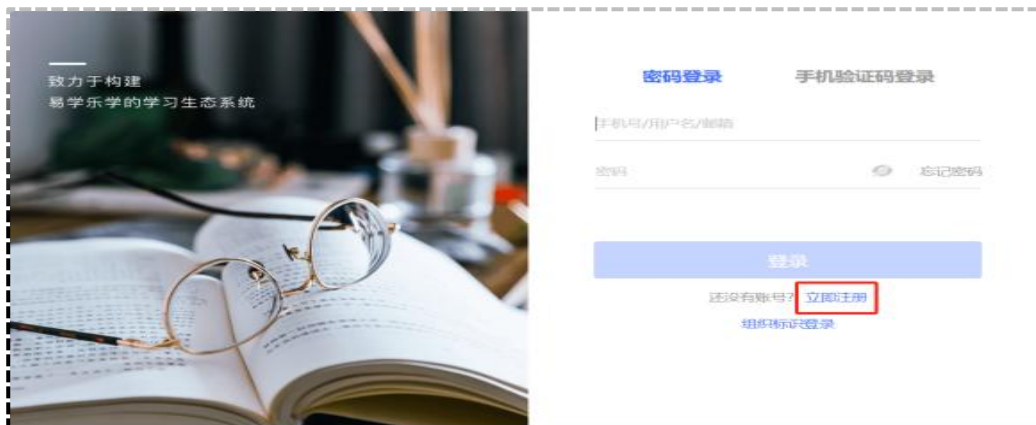 致力于构建
易学乐学的学习生态系统
密码登录 手机验证码登录
手机号/用户名/邮箱
密码 忘记密码
登录
还没有账号? 立即注册
组织标识登录